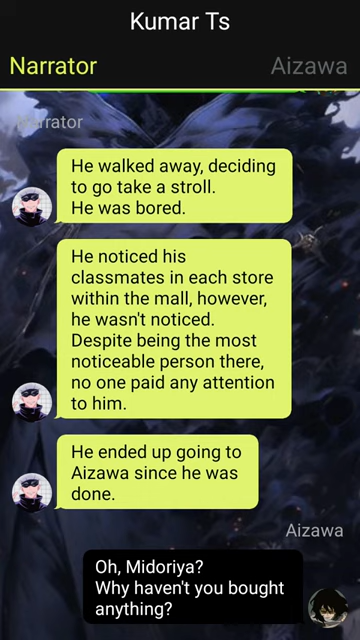 Kumar Ts
Narrator
Aizawa
Narrator
He walked away, deciding
to go take a stroll.
He was bored.
He noticed his
classmates in each store
within the mall, however,
he wasn't noticed.
Despite being the most
noticeable person there,
no one paid any attention
to him.
He ended up going to
Aizawa since he was
done.
Aizawa
Oh, Midoriya?
Why haven't you bought
anything?